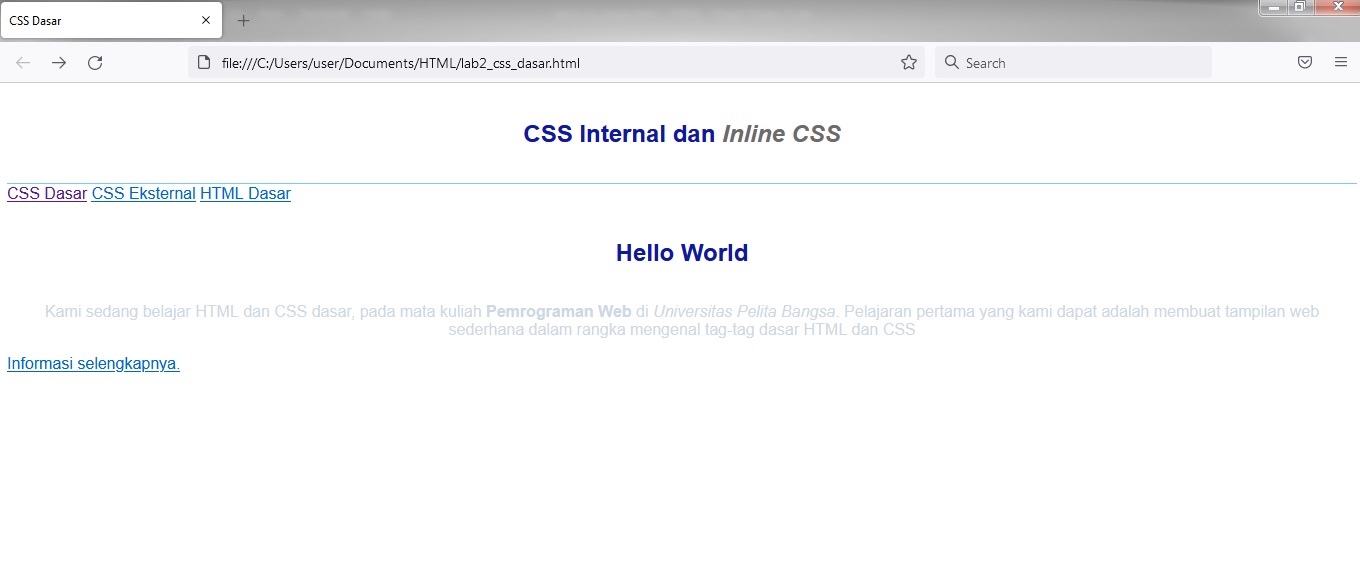 CSS Dasar
file:///C:/Users/user/Documents/HTML/lab2_css_dasar.html
Search
CSS Internal dan Inline CSS
CSS Dasar CSS Eksternal HTML Dasar
Hello World
Kami sedang belajar HTML dan CSS dasar, pada mata kuliah Pemrograman Web di Universitas Pelita Bangsa. Pelajaran pertama yang kami dapat adalah membuat tampilan web
sederhana dalam rangka mengenal tag-tag dasar HTML dan CSS
Informasi selengkapnya.